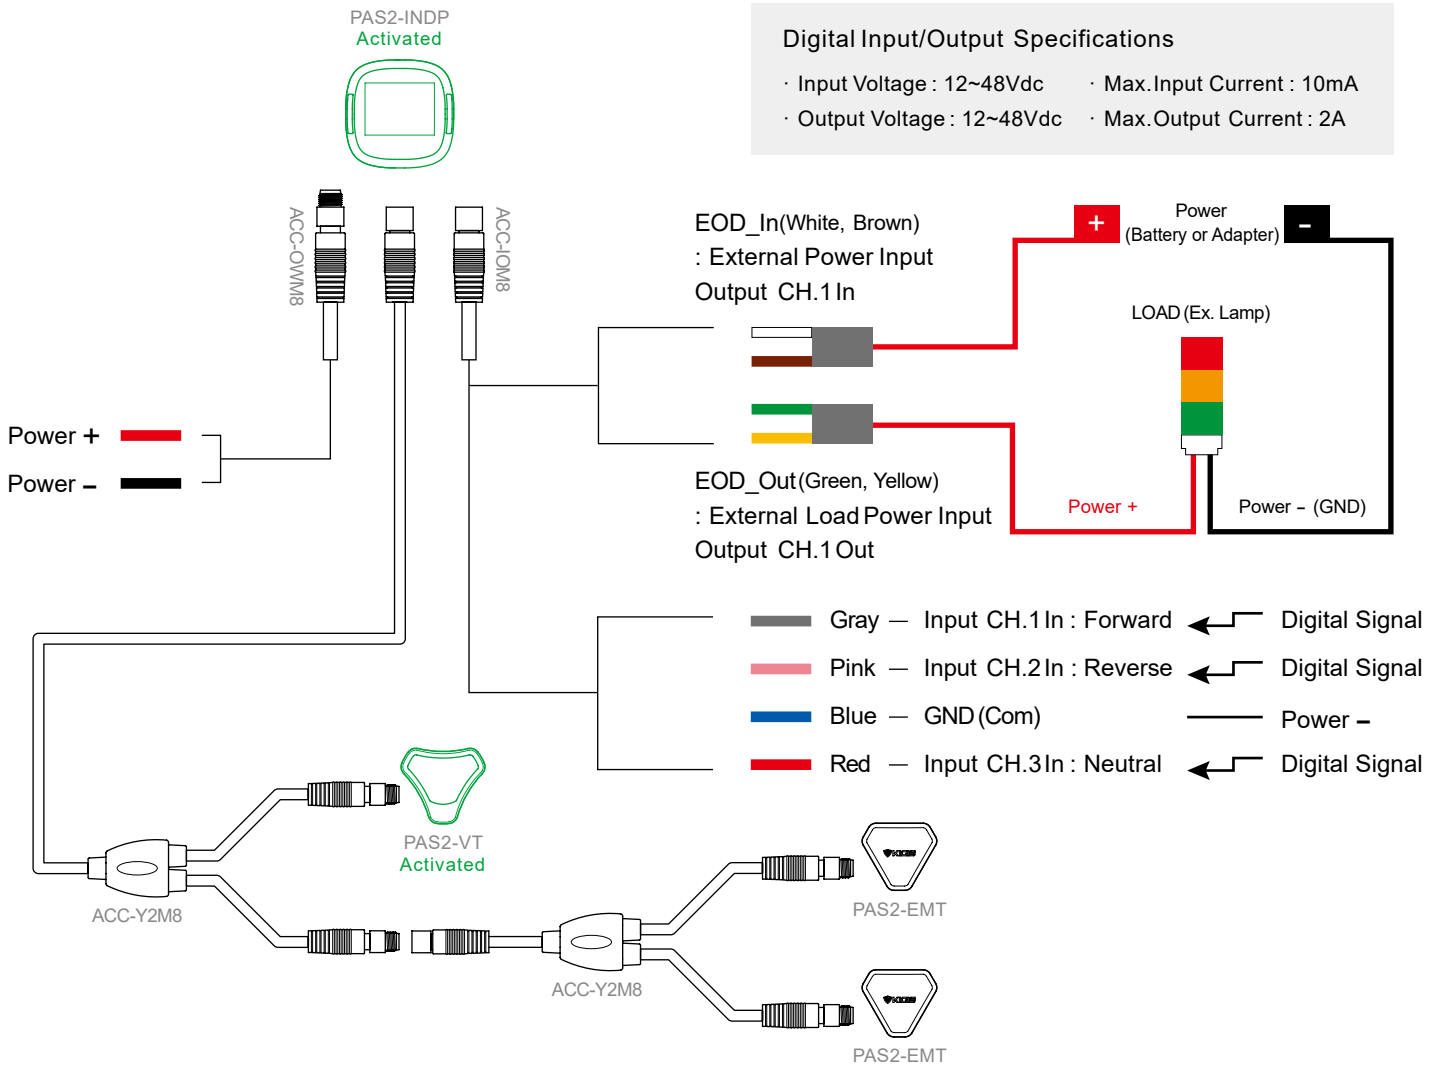 PAS2-INDP
Activated
Digital Input/Output Specifications
· Input Voltage : 12~48Vdc
· Max.Input Current : 10mA
· Output Voltage : 12~48Vdc
· Max.Output Current : 2A
ACC-OWM8
ACC-IOM8
EOD_In(White, Brown)
: External Power Input
Output CH.1 In
+
Power
(Battery or Adapter)
-
LOAD (Ex. Lamp)
Power +
Power -
EOD_Out(Green, Yellow)
: External Load Power Input
Output CH.1 Out
Power +
Power - (GND)
Gray — Input CH.1 In : Forward
Digital Signal
Pink — Input CH.2 In : Reverse
Digital Signal
Blue — GND (Com)
Power -
Red — Input CH.3 In : Neutral
Digital Signal
PAS2-VT
Activated
ACC-Y2M8
PAS2-EMT
ACC-Y2M8
PAS2-EMT